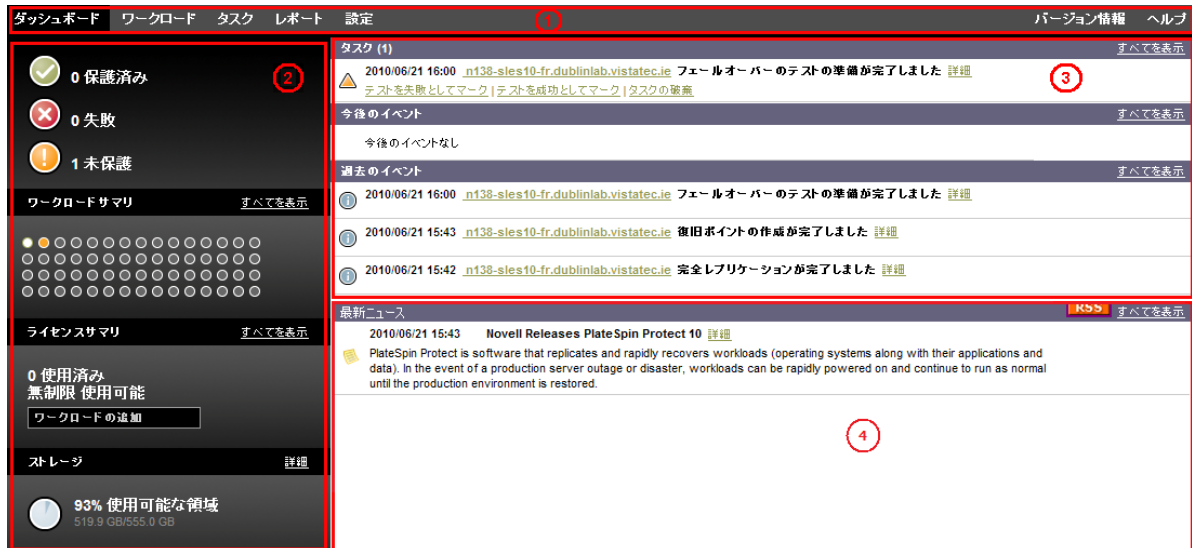 ダッシュボード ワークロード タスク レポート 設定 バージョン情報 ヘルプ
1
2
0 保護済み
0 失敗
1 未保護
ワークロードサマリ すべてを表示
ライセンスサマリ すべてを表示
0 使用済み
無制限 使用可能
ワークロードの追加
ストレージ 詳細
93% 使用可能な領域
519.9 GB/555.0 GB
タスク (1) すべてを表示
3
2010/06/21 16:00 n138-sles10-fr.dublinlab.vistatec.ie フェールオーバーのテストの準備が完了しました 詳細
テストを失敗としてマーク | テストを成功としてマーク | タスクの破棄
今後のイベント すべてを表示
今後のイベントなし
過去のイベント すべてを表示
2010/06/21 16:00 n138-sles10-fr.dublinlab.vistatec.ie フェールオーバーのテストの準備が完了しました 詳細
2010/06/21 15:43 n138-sles10-fr.dublinlab.vistatec.ie 復旧ポイントの作成が完了しました 詳細
2010/06/21 15:42 n138-sles10-fr.dublinlab.vistatec.ie 完全レプリケーションが完了しました 詳細
最新ニュース RSS すべてを表示
2010/06/21 15:43 Novell Releases PlateSpin Protect 10 詳細
PlateSpin Protect is software that replicates and rapidly recovers workloads (operating systems along with their applications and
data). In the event of a production server outage or disaster, workloads can be rapidly powered on and continue to run as normal
until the production environment is restored.
4